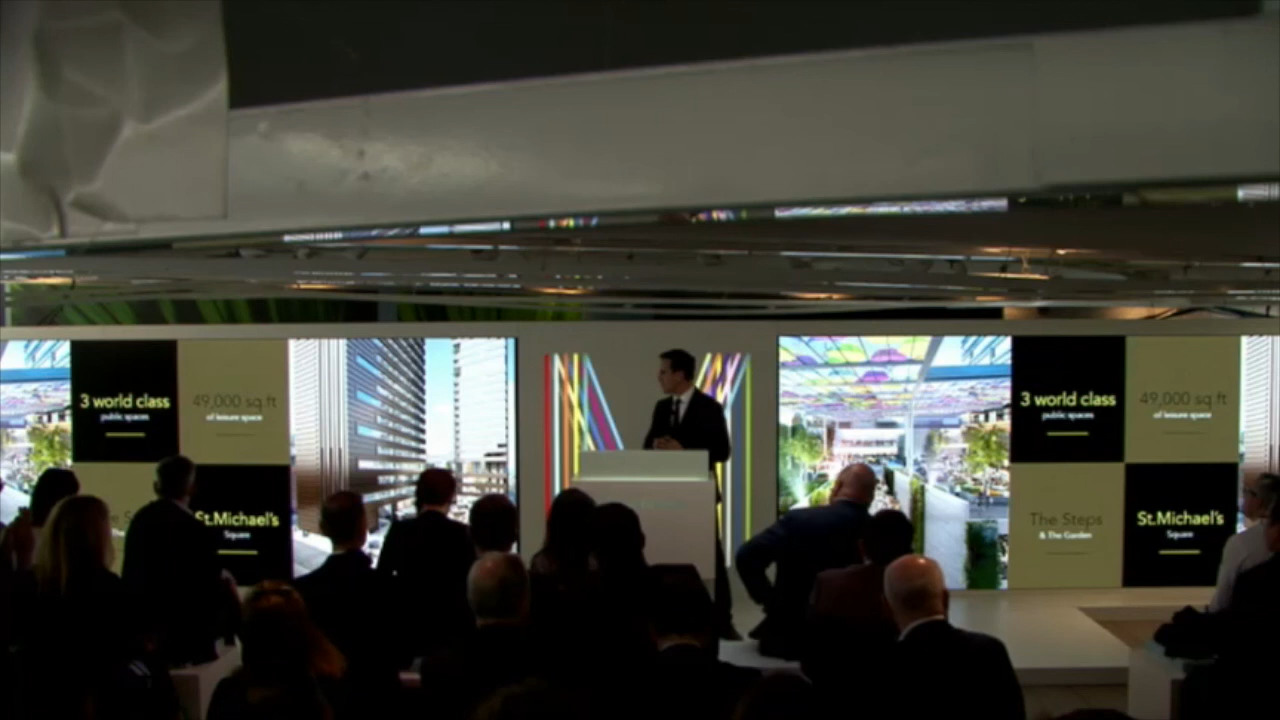 3 world class
public spaces
49,000 sq ft
of leisure space
St.Michael's
Square
3 world class
public spaces
49,000 sq ft
of leisure space
The Steps
& The Garden
St.Michael's
Square